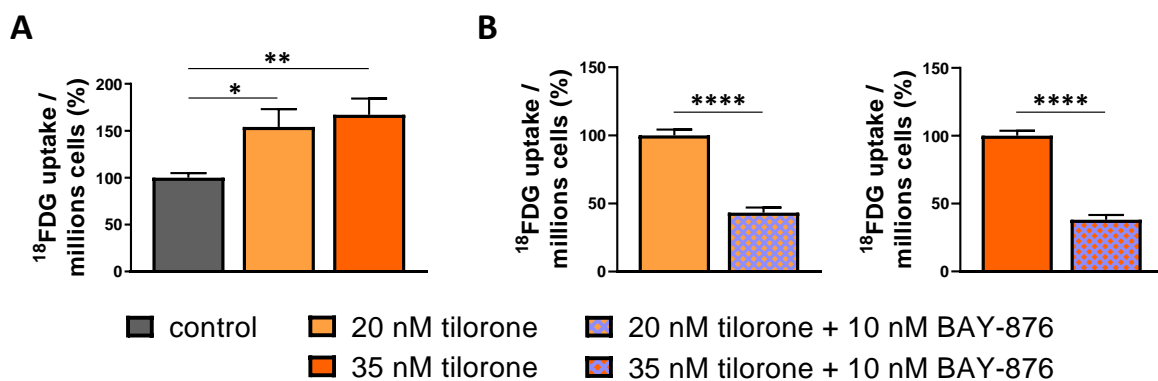 A
B
¹⁸FDG uptake /
millions cells (%)
200
150
100
50
0
*
**
¹⁸FDG uptake /
millions cells (%)
150
100
50
0
****
¹⁸FDG uptake /
millions cells (%)
150
100
50
0
****
control
20 nM tilorone
20 nM tilorone + 10 nM BAY-876
35 nM tilorone
35 nM tilorone + 10 nM BAY-876